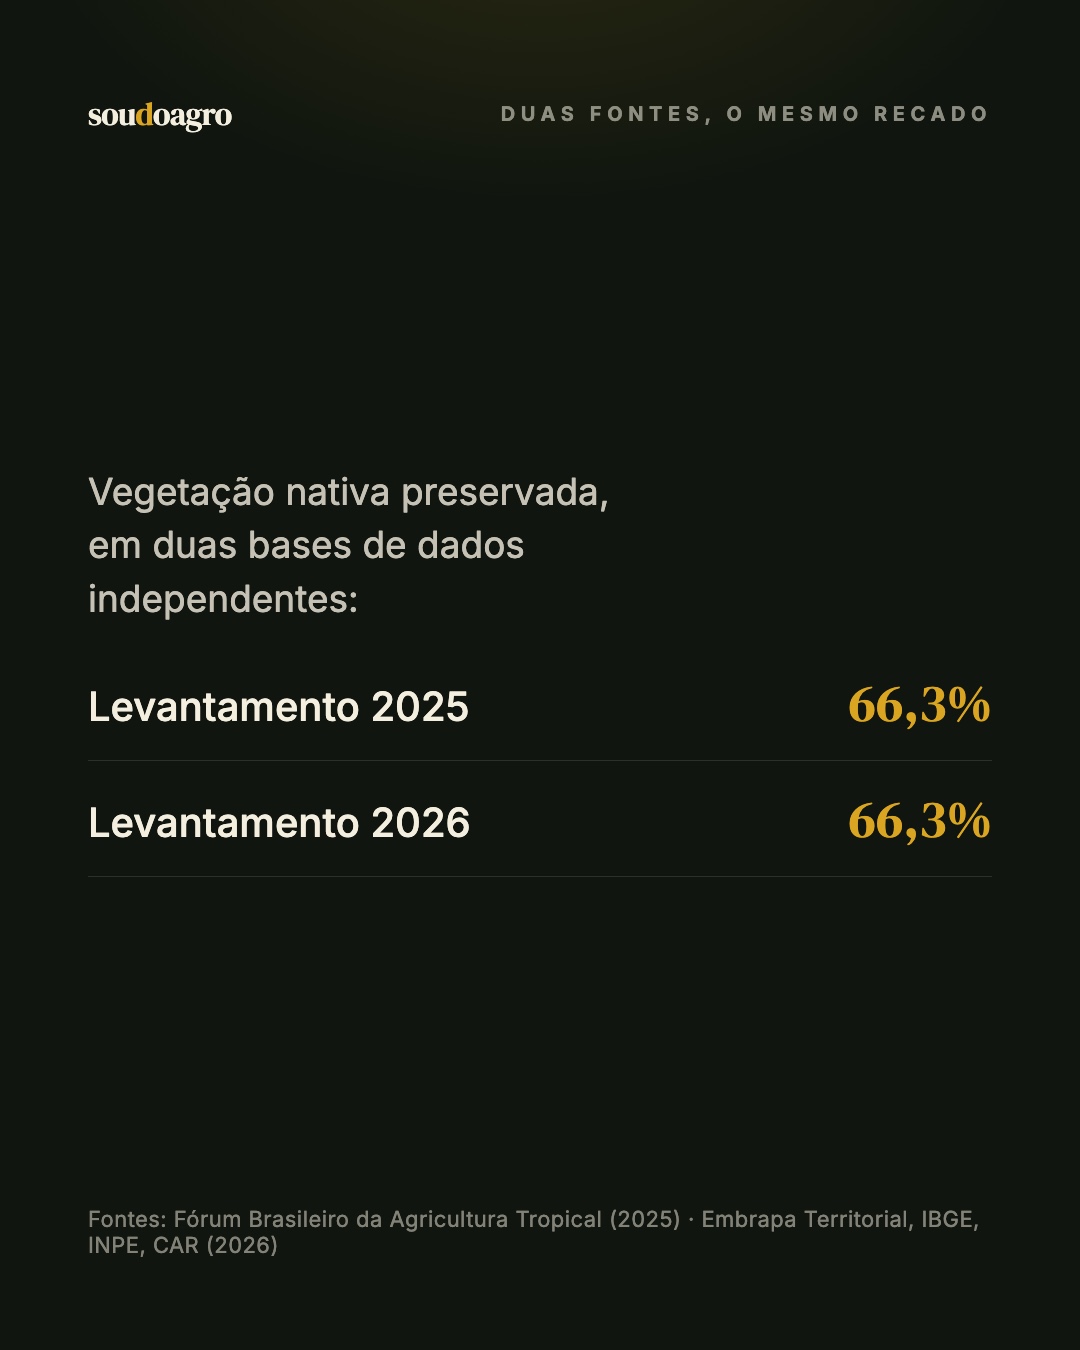 soudoagro
DUAS FONTES, O MESMO RECADO
Vegetação nativa preservada,
em duas bases de dados
independentes:
Levantamento 2025 66,3%
Levantamento 2026 66,3%
Fontes: Fórum Brasileiro da Agricultura Tropical (2025) · Embrapa Territorial, IBGE,
INPE, CAR (2026)